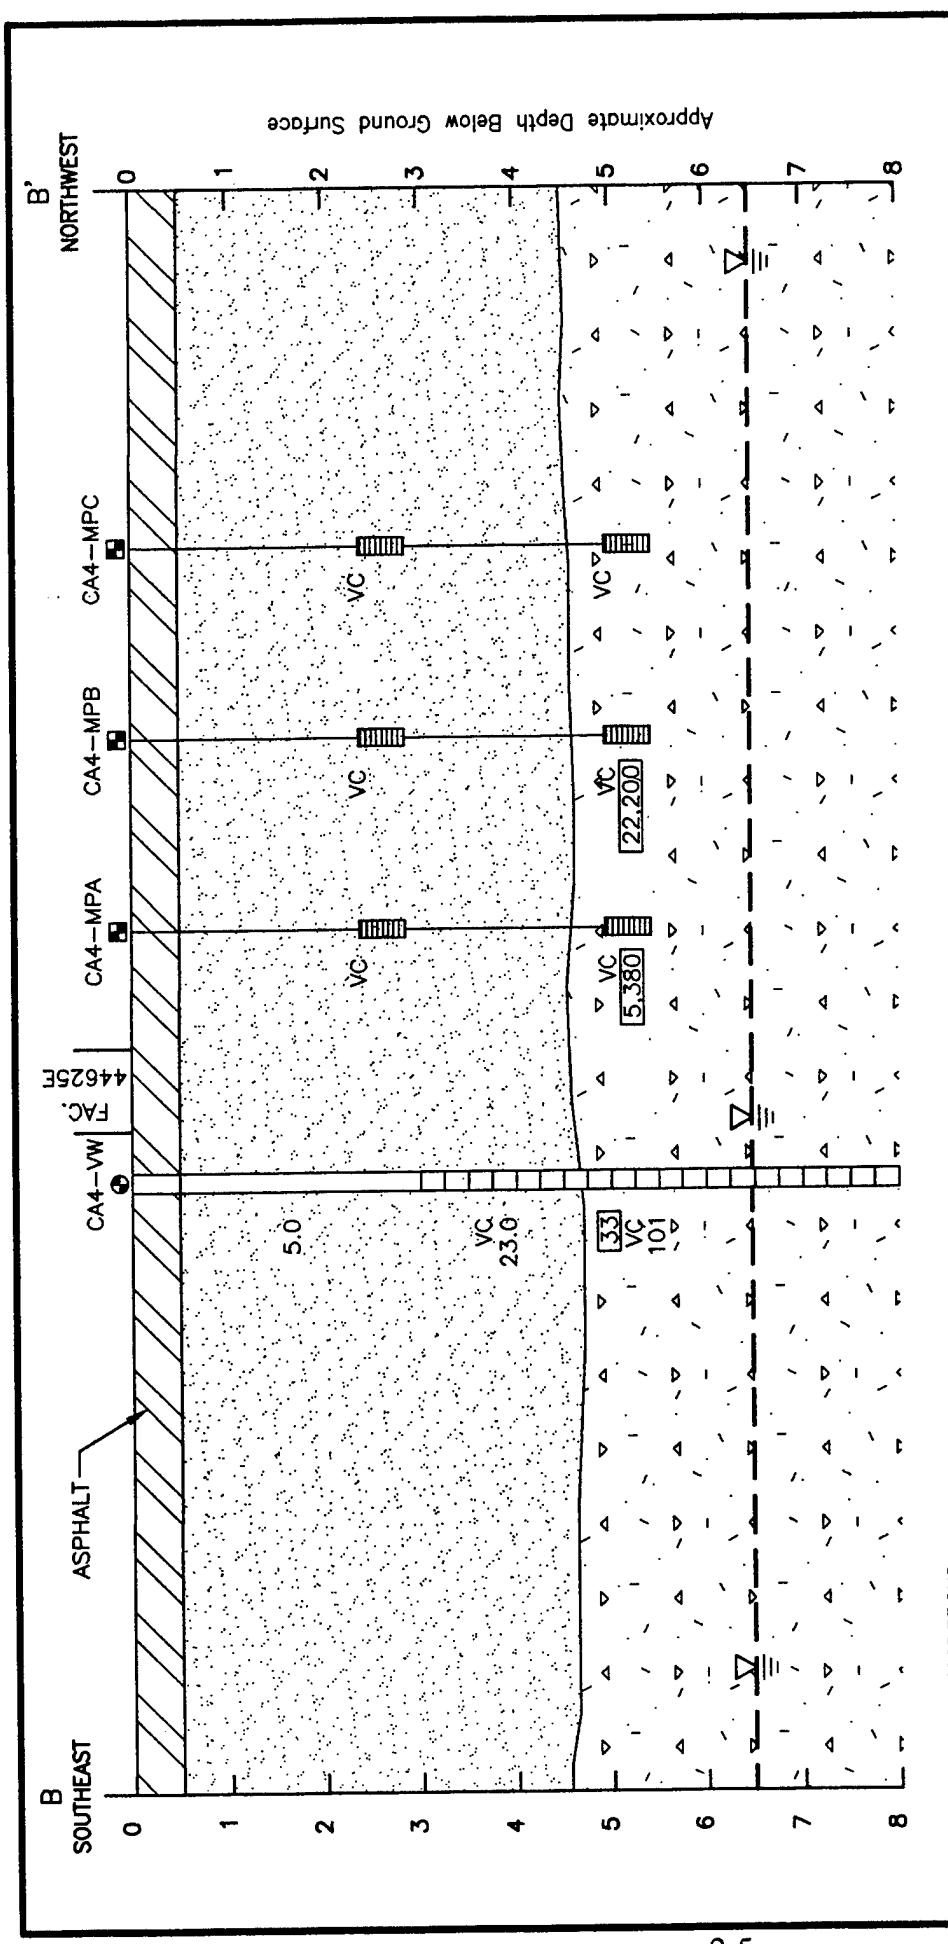 B
SOUTHEAST
B'
NORTHWEST
ASPHALT
CA4-VW
FAC.
44625E
CA4-MPA
CA4-MPB
CA4-MPC
0
1
2
3
4
5
6
7
8
0
1
2
3
4
5
6
7
8
Approximate Depth Below Ground Surface
5.0
VC
23.0
33
VC
101
VC
VC
5,380
VC
VC
22,200
VC
VC